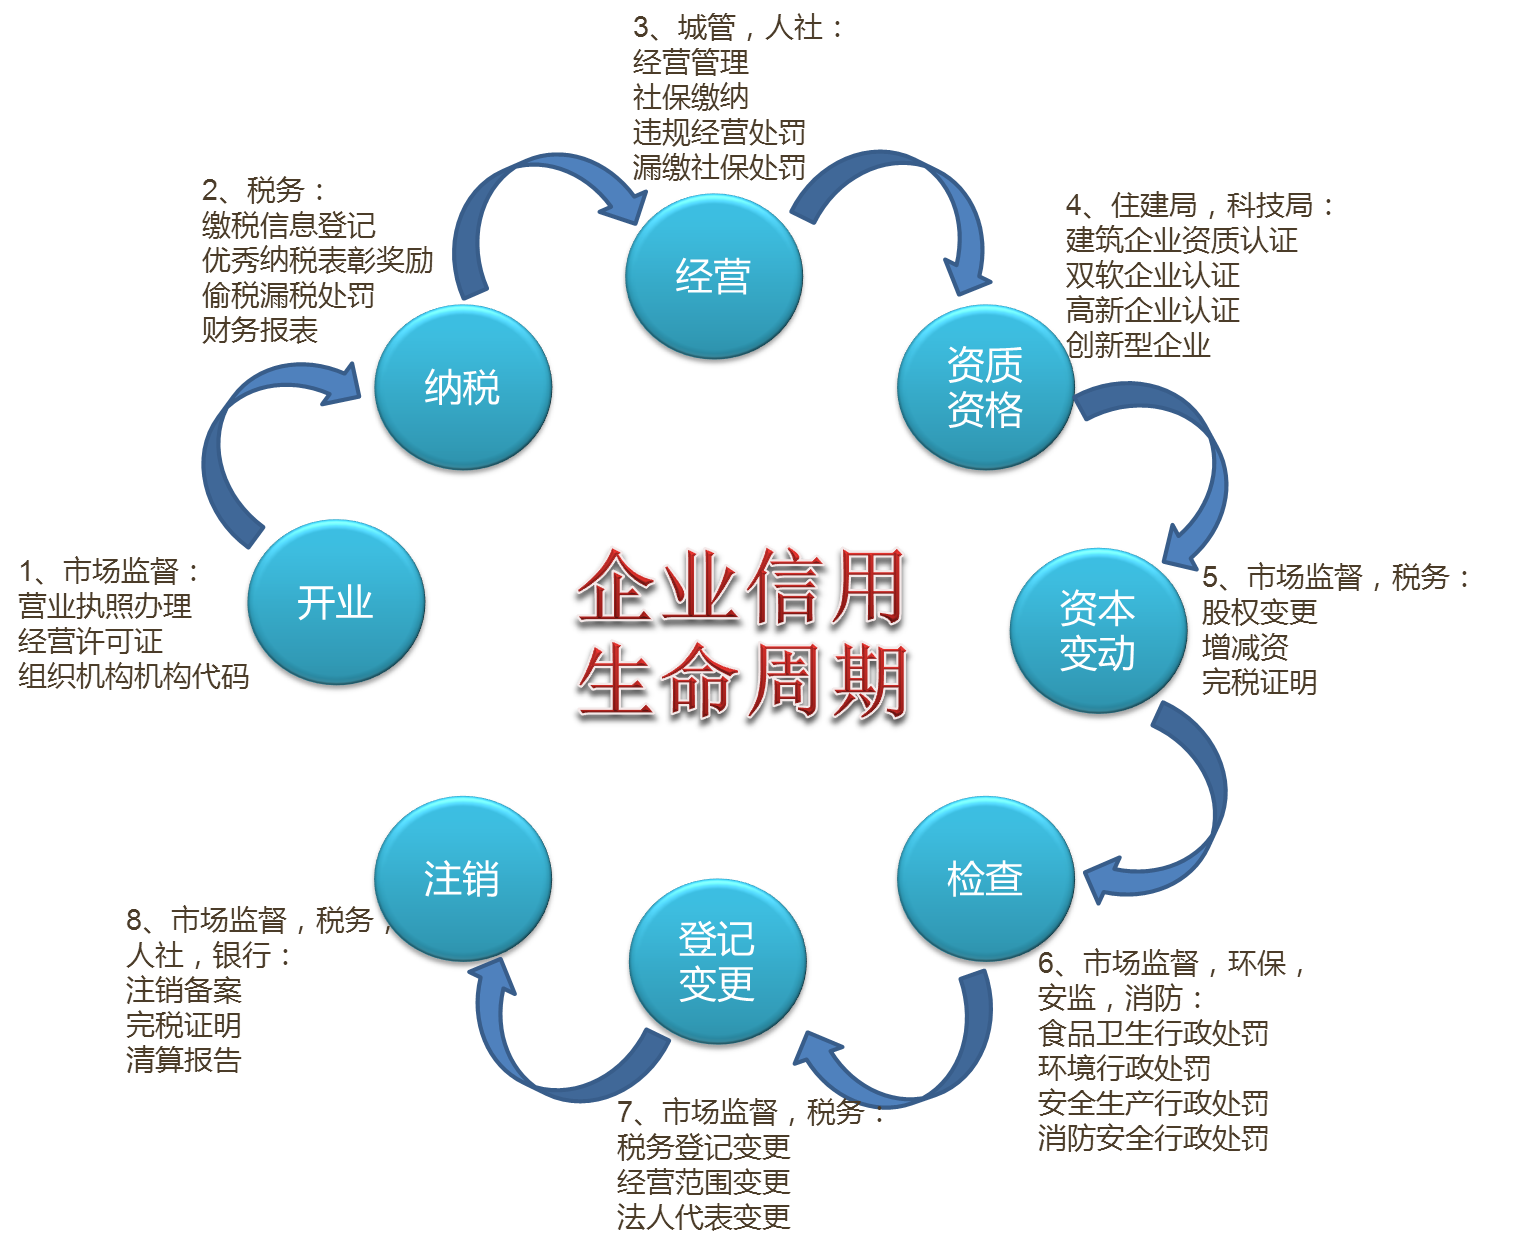 3、城管，人社：
经营管理
社保缴纳
违规经营处罚
漏缴社保处罚
2、税务：
缴税信息登记
优秀纳税表彰奖励
偷税漏税处罚
财务报表
4、住建局，科技局：
建筑企业资质认证
双软企业认证
高新企业认证
创新型企业
经营
纳税
资质
资格
1、市场监督：
营业执照办理
经营许可证
组织机构机构代码
开业
企业信用
生命周期
资本
变动
5、市场监督，税务：
股权变更
增减资
完税证明
注销
登记
变更
检查
8、市场监督，税务，
人社，银行：
注销备案
完税证明
清算报告
6、市场监督，环保，
安监，消防：
食品卫生行政处罚
环境行政处罚
安全生产行政处罚
消防安全行政处罚
7、市场监督，税务：
税务登记变更
经营范围变更
法人代表变更